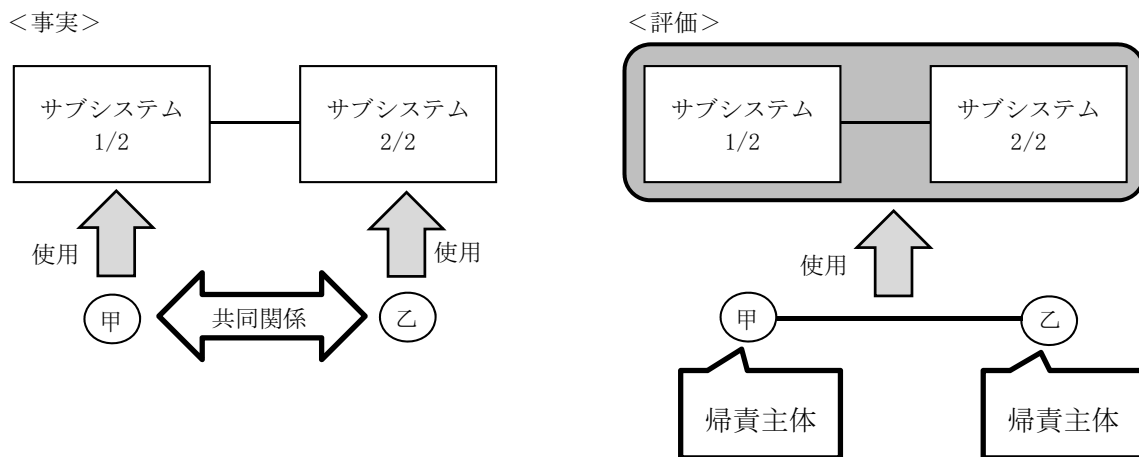 ＜事実＞
サブシステム
1/2
サブシステム
2/2
使用
使用
甲
共同関係
乙
＜評価＞
サブシステム
1/2
サブシステム
2/2
使用
甲
乙
帰責主体
帰責主体